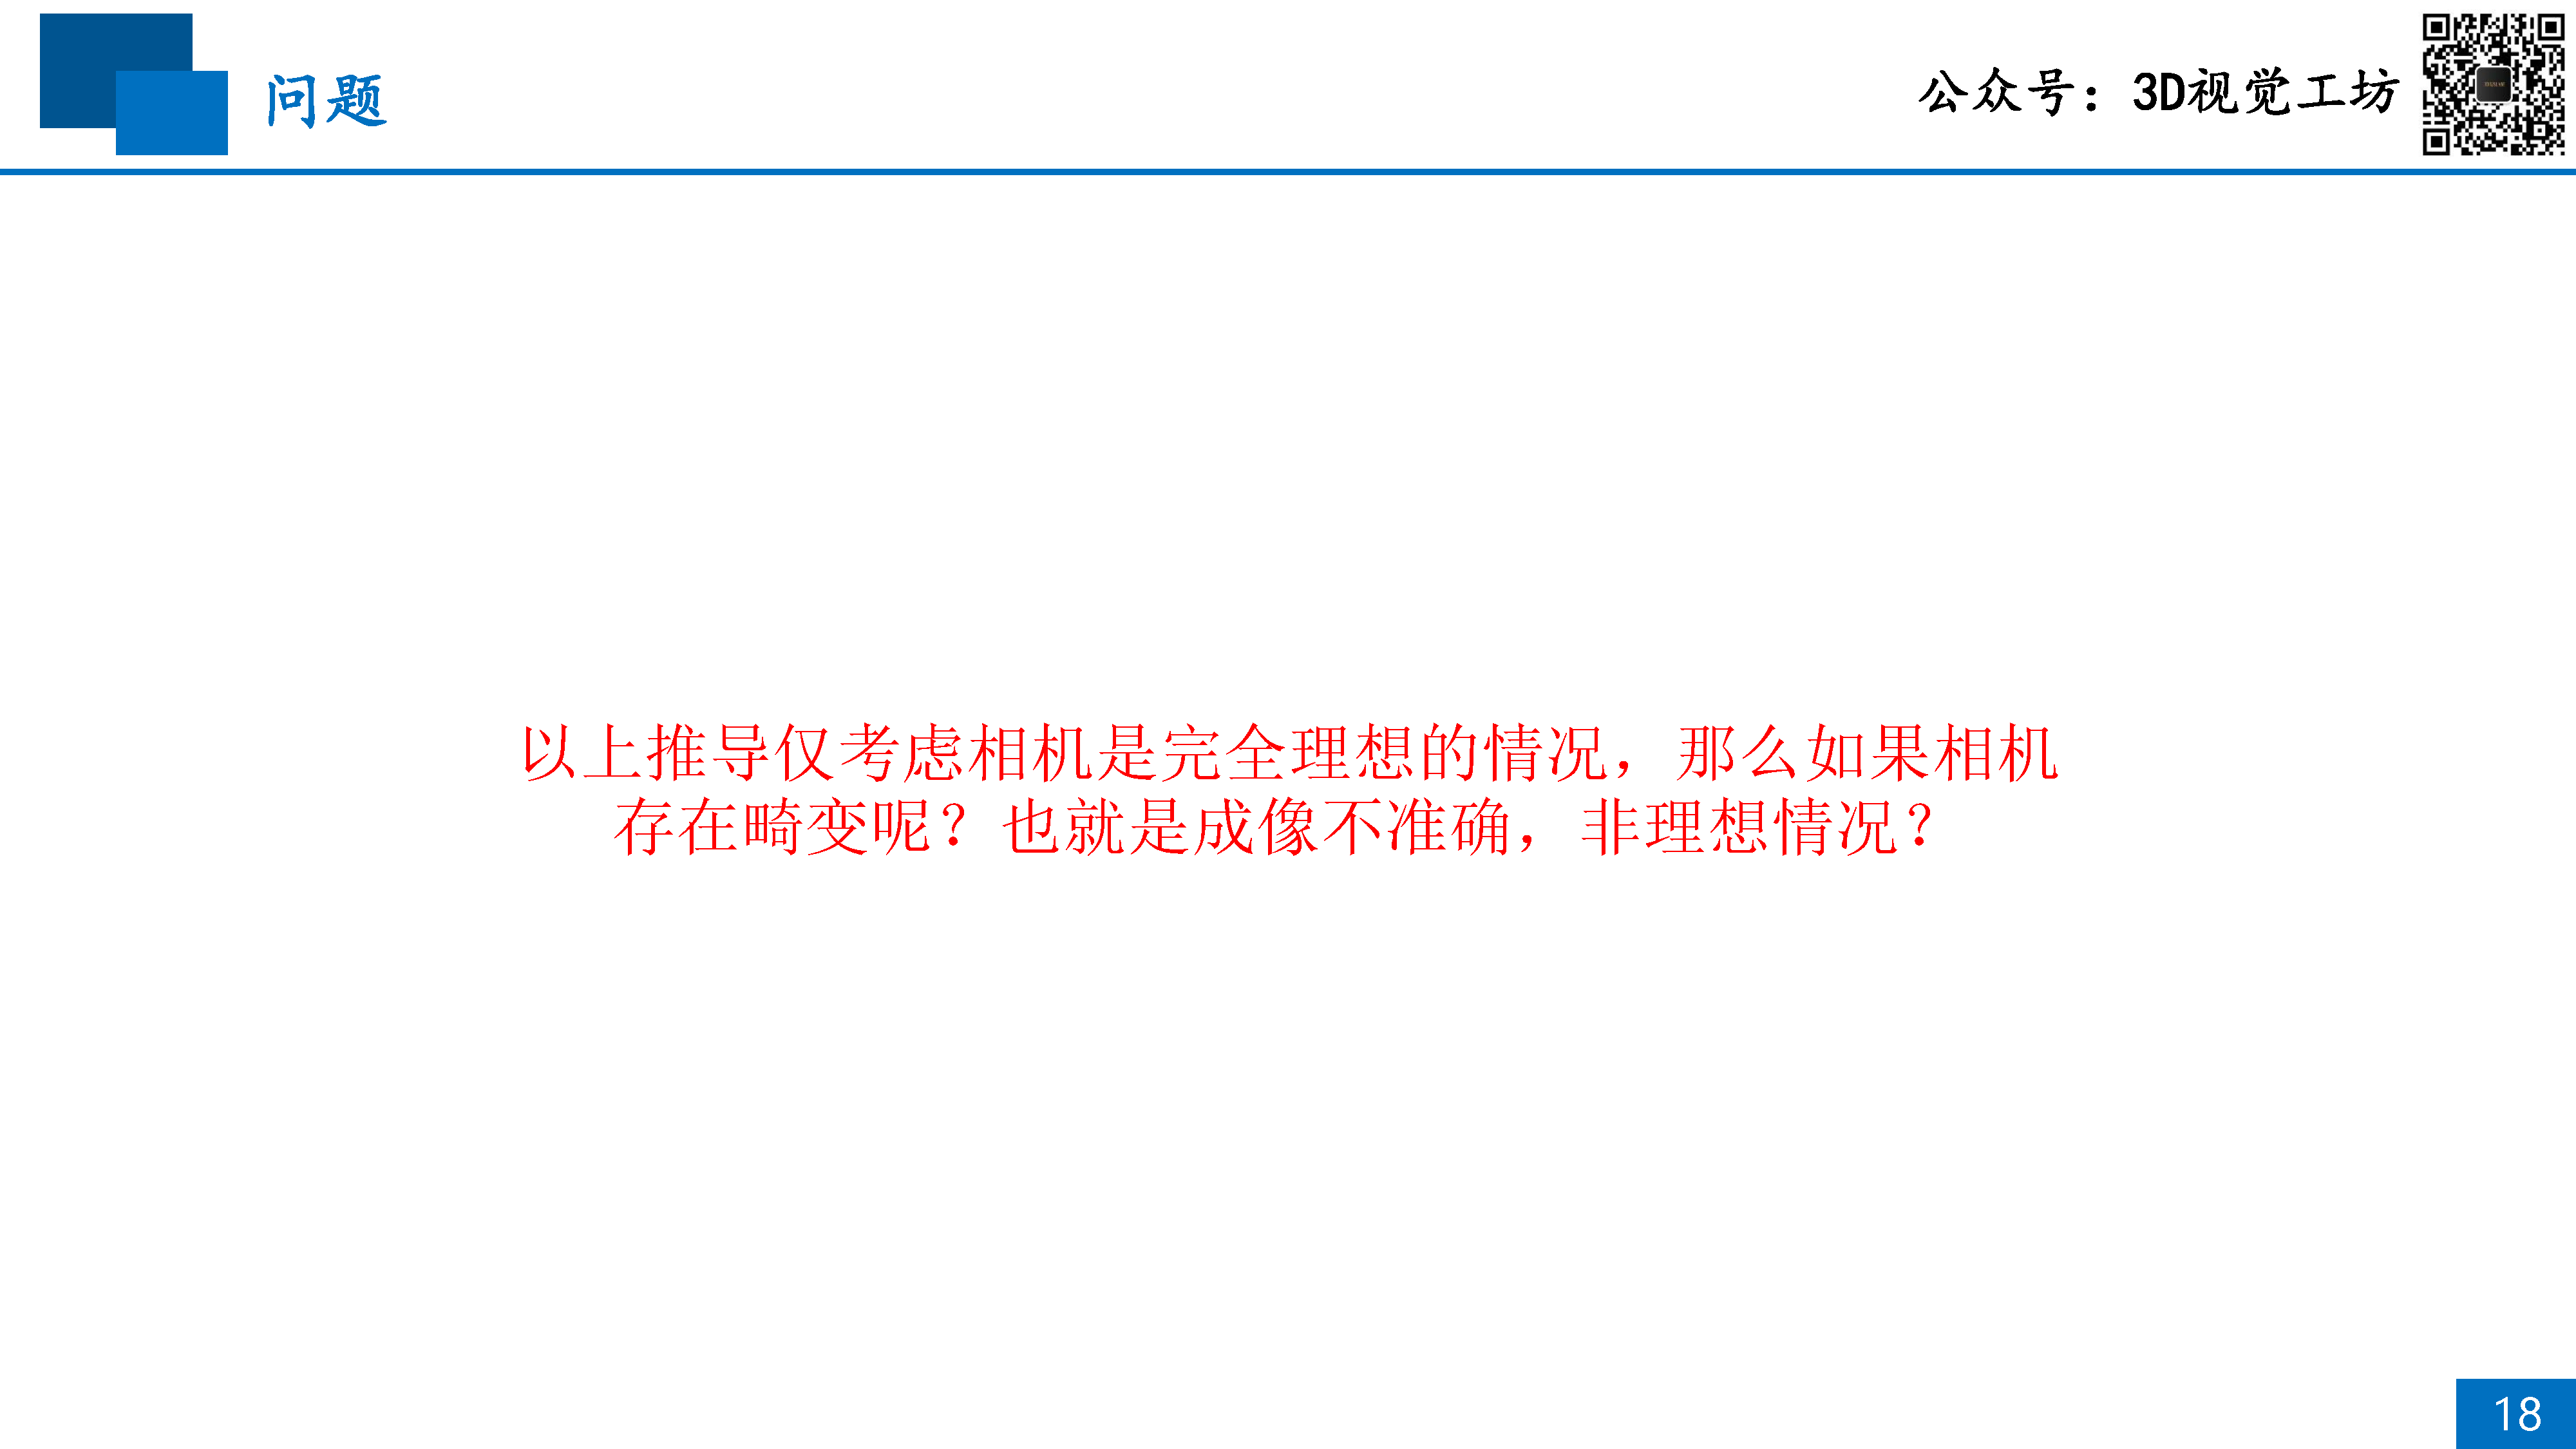 问题
公众号：3D视觉工坊
以上推导仅考虑相机是完全理想的情况，那么如果相机
存在畸变呢？也就是成像不准确，非理想情况？
18